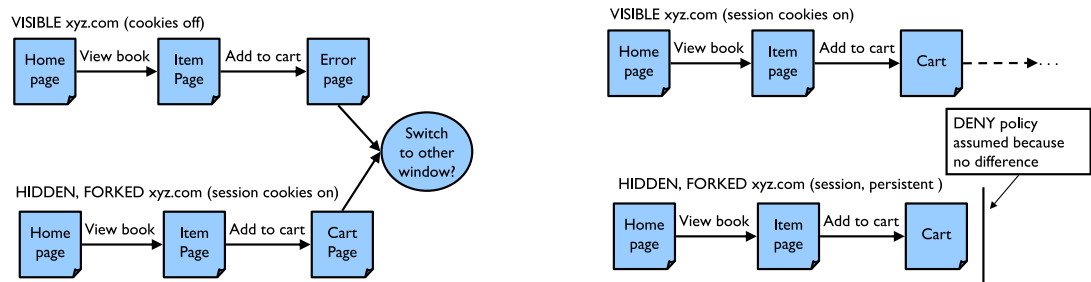 VISIBLE xyz.com (cookies off)
Home
page
View book
Item
Page
Add to cart
Error
page
Switch
to other
window?
HIDDEN, FORKED xyz.com (session cookies on)
Home
page
View book
Item
Page
Add to cart
Cart
Page
VISIBLE xyz.com (session cookies on)
Home
page
View book
Item
page
Add to cart
Cart
. . .
DENY policy
assumed because
no difference
HIDDEN, FORKED xyz.com (session, persistent )
Home
page
View book
Item
page
Add to cart
Cart